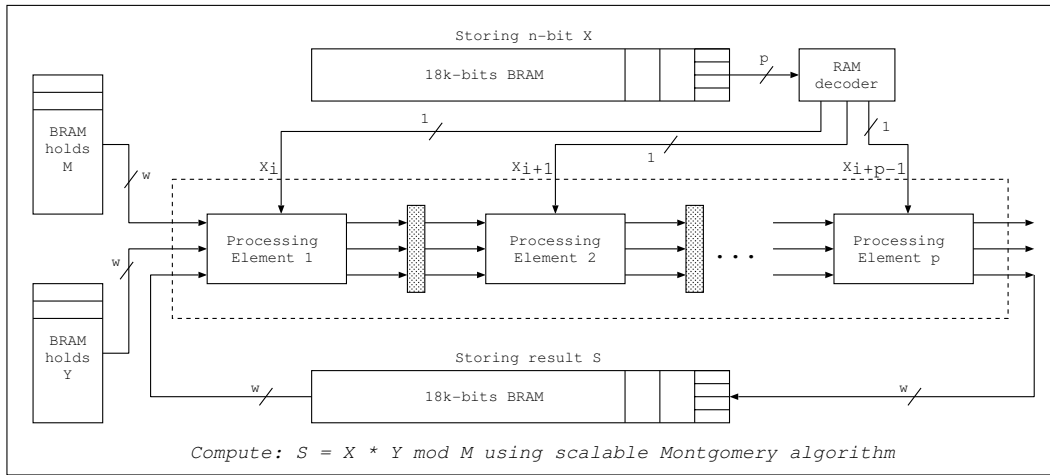 Storing n-bit X
18k-bits BRAM
p
RAM
decoder
BRAM
holds
M
w
1
1
1
Xi
Xi+1
Xi+p-1
Processing
Element 1
Processing
Element 2
...
Processing
Element p
w
BRAM
holds
Y
Storing result S
w
18k-bits BRAM
w
Compute: S = X * Y mod M using scalable Montgomery algorithm